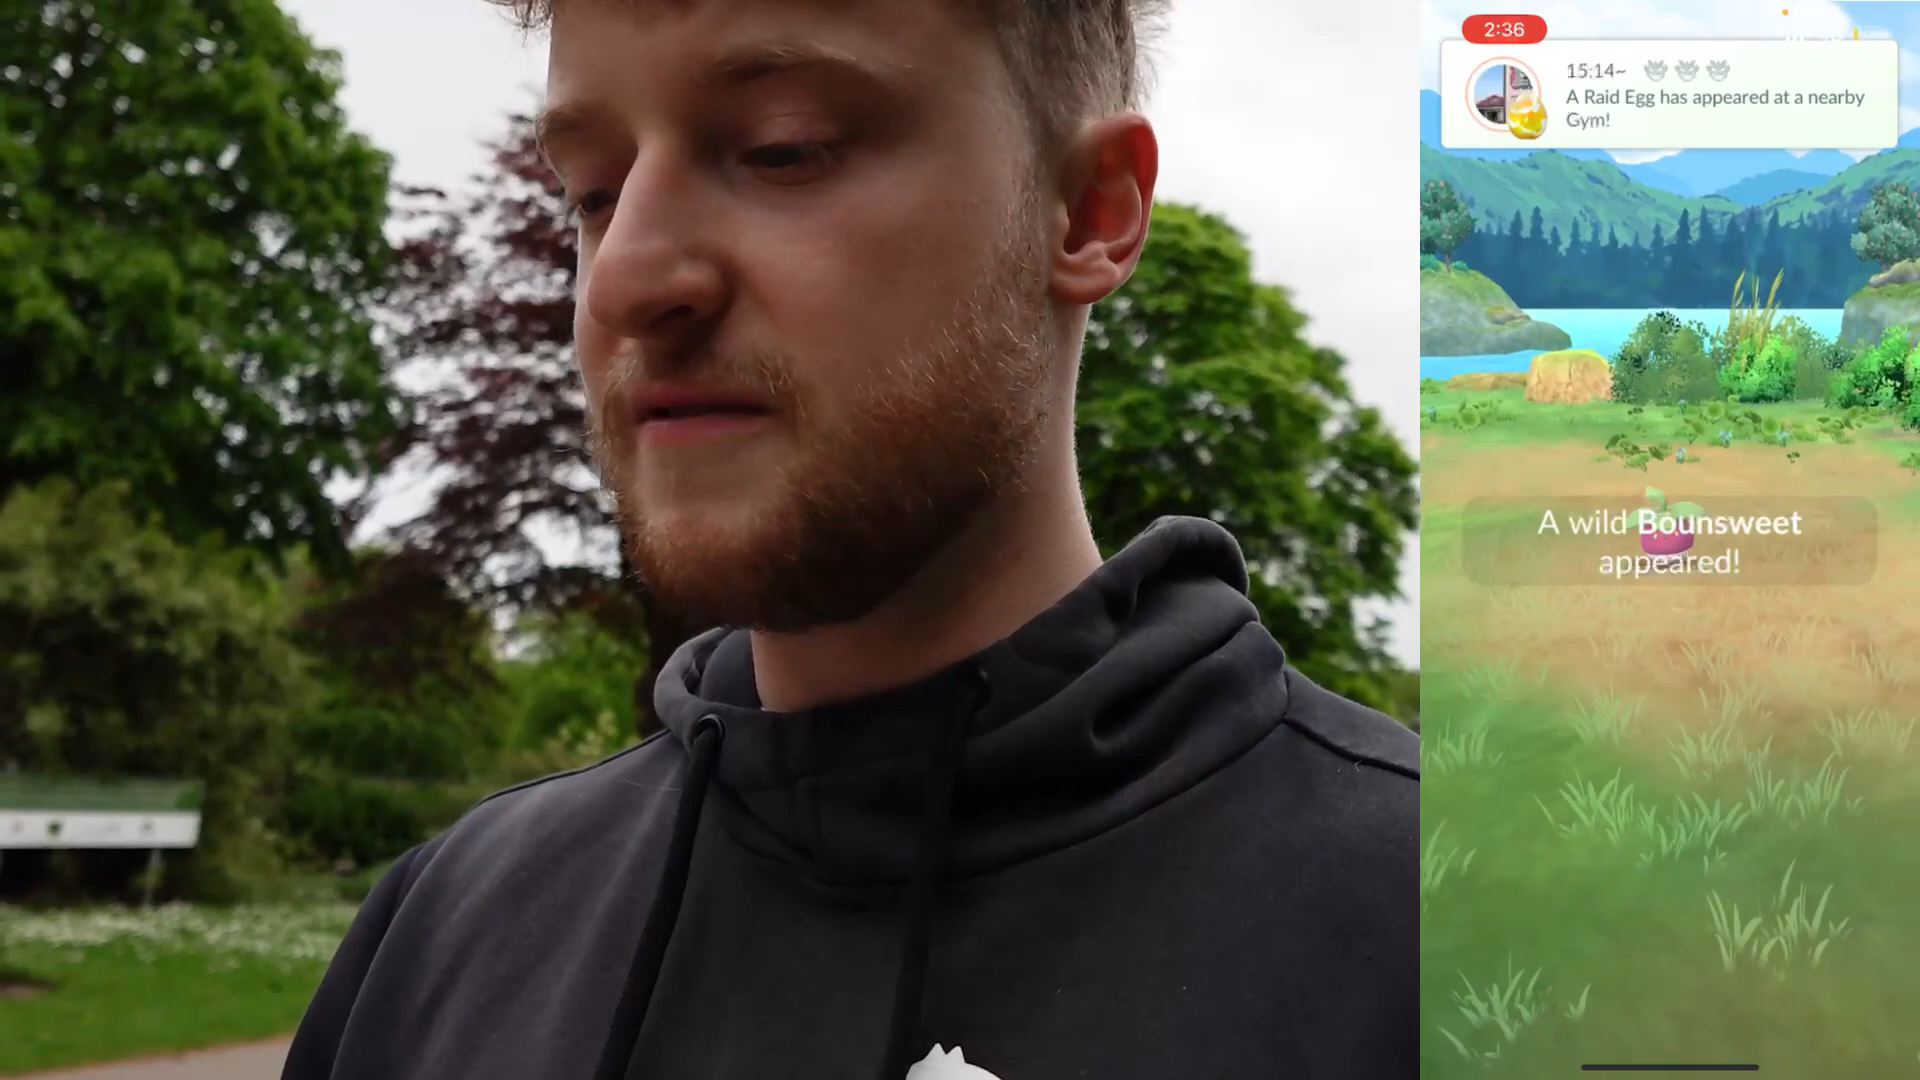 2:36
15:14~
A Raid Egg has appeared at a nearby
Gym!
A wild Bounsweet
appeared!